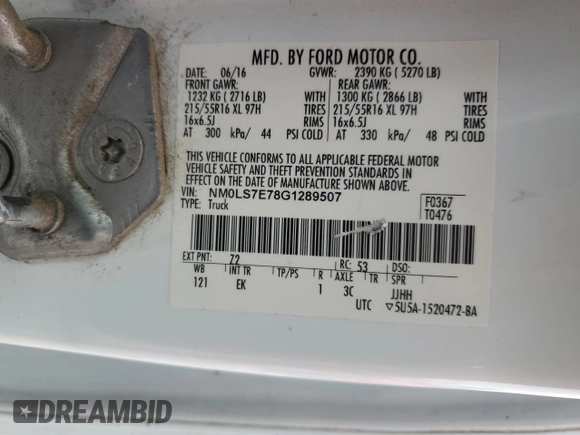 MFD. BY FORD MOTOR CO.
DATE: 06/16 GVWR: 2390 KG ( 5270 LB)
FRONT GAWR: REAR GAWR:
1232 KG ( 2716 LB) WITH 1300 KG ( 2866 LB) WITH
215/55R16 XL 97H TIRES 215/55R16 XL 97H TIRES
16x6.5J RIMS 16x6.5J RIMS
AT 300 kPa/ 44 PSI COLD AT 330 kPa/ 48 PSI COLD
THIS VEHICLE CONFORMS TO ALL APPLICABLE FEDERAL MOTOR
VEHICLE SAFETY AND THEFT PREVENTION STANDARDS IN
EFFECT ON THE DATE OF MANUFACTURE SHOWN ABOVE.
VIN: NM0LS7E78G1289507 F0367
TYPE: Truck T0476
EXT PNT: Z2 RC: 53 DSO:
WB INT TR TP/PS R AXLE TR SPR
121 EK 1 3C JJHH
UTC ▽5U5A-1520472-BA
DREAMBID